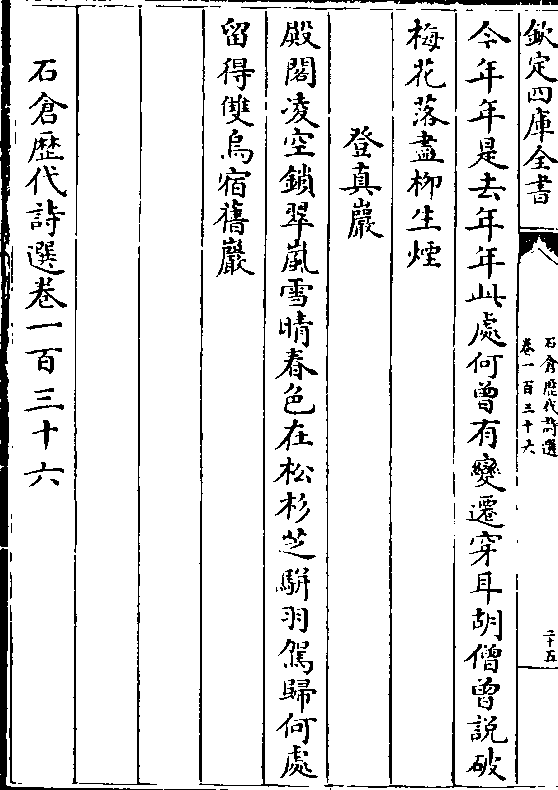 欽定四庫全書
石倉歴代詩選
卷一百三十六
二十五
今年年是去年年此處何曾有變遷穿耳胡僧曾說破
梅花落盡栁生煙
登真巖
殿閣凌空鎖翠嵐雪晴春色在松杉芝駢羽駕歸何處
留得雙鳬宿舊巖
石倉歴代詩選卷一百三十六